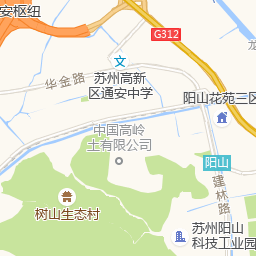 安枢纽
G312
文
华金路
苏州高新
区通安中学
阳山花苑三区
中国高岭
土有限公司
阳山
建林路
树山生态村
苏州阳山
科技工业园